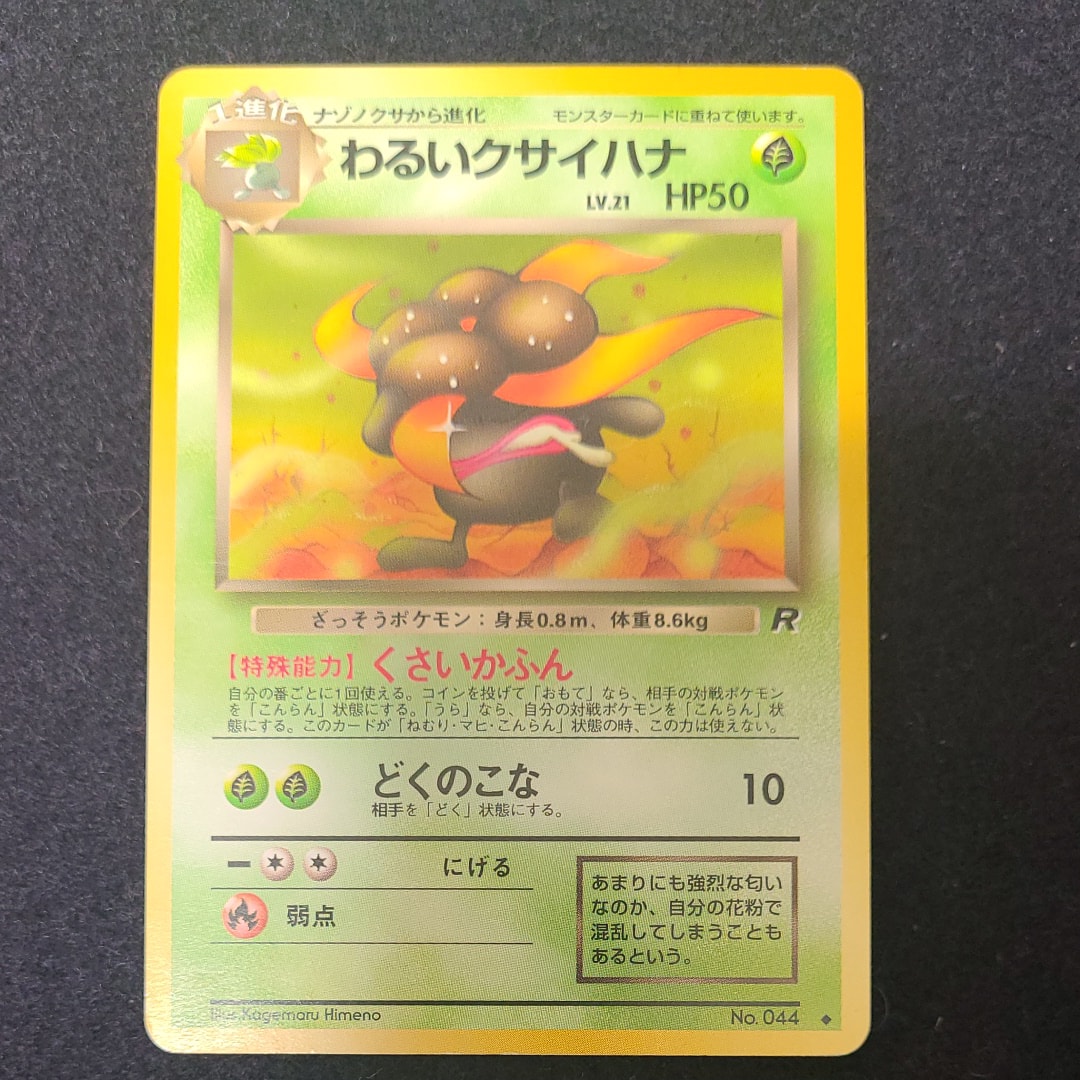 1進化
ナゾノクサから進化
モンスターカードに重ねて使います。
わるいクサイハナ
LV.21 HP50
ざっそうポケモン：身長0.8m、体重8.6kg
R
【特殊能力】くさいかふん
自分の番ごとに1回使える。コインを投げて「おもて」なら、相手の対戦ポケモン
を「こんらん」状態にする。「うら」なら、自分の対戦ポケモンを「こんらん」状
態にする。このカードが「ねむり・マヒ・こんらん」状態の時、この力は使えない。
どくのこな 10
相手を「どく」状態にする。
ー にげる
弱点
あまりにも強烈な匂い
なのか、自分の花粉で
混乱してしまうことも
あるという。
Illus. Kagemaru Himeno
No. 044